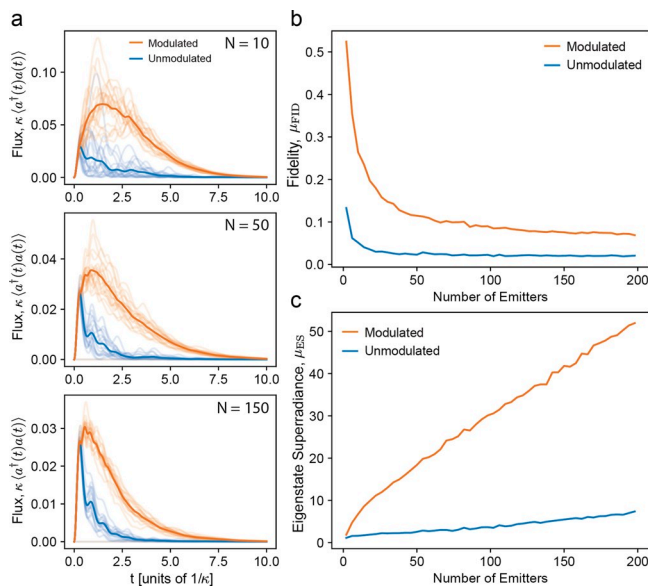 a
Modulated
Unmodulated
N = 10
Flux, κ ⟨a†(t)a(t)⟩
0.10
0.05
0.00
0.0 2.5 5.0 7.5 10.0
N = 50
Flux, κ ⟨a†(t)a(t)⟩
0.04
0.02
0.00
0.0 2.5 5.0 7.5 10.0
N = 150
Flux, κ ⟨a†(t)a(t)⟩
0.03
0.02
0.01
0.00
0.0 2.5 5.0 7.5 10.0
t [units of 1/κ]
b
Modulated
Unmodulated
Fidelity, μFID
0.5
0.4
0.3
0.2
0.1
0.0
0 50 100 150 200
Number of Emitters
c
Modulated
Unmodulated
Eigenstate Superradiance, μES
50
40
30
20
10
0
0 50 100 150 200
Number of Emitters